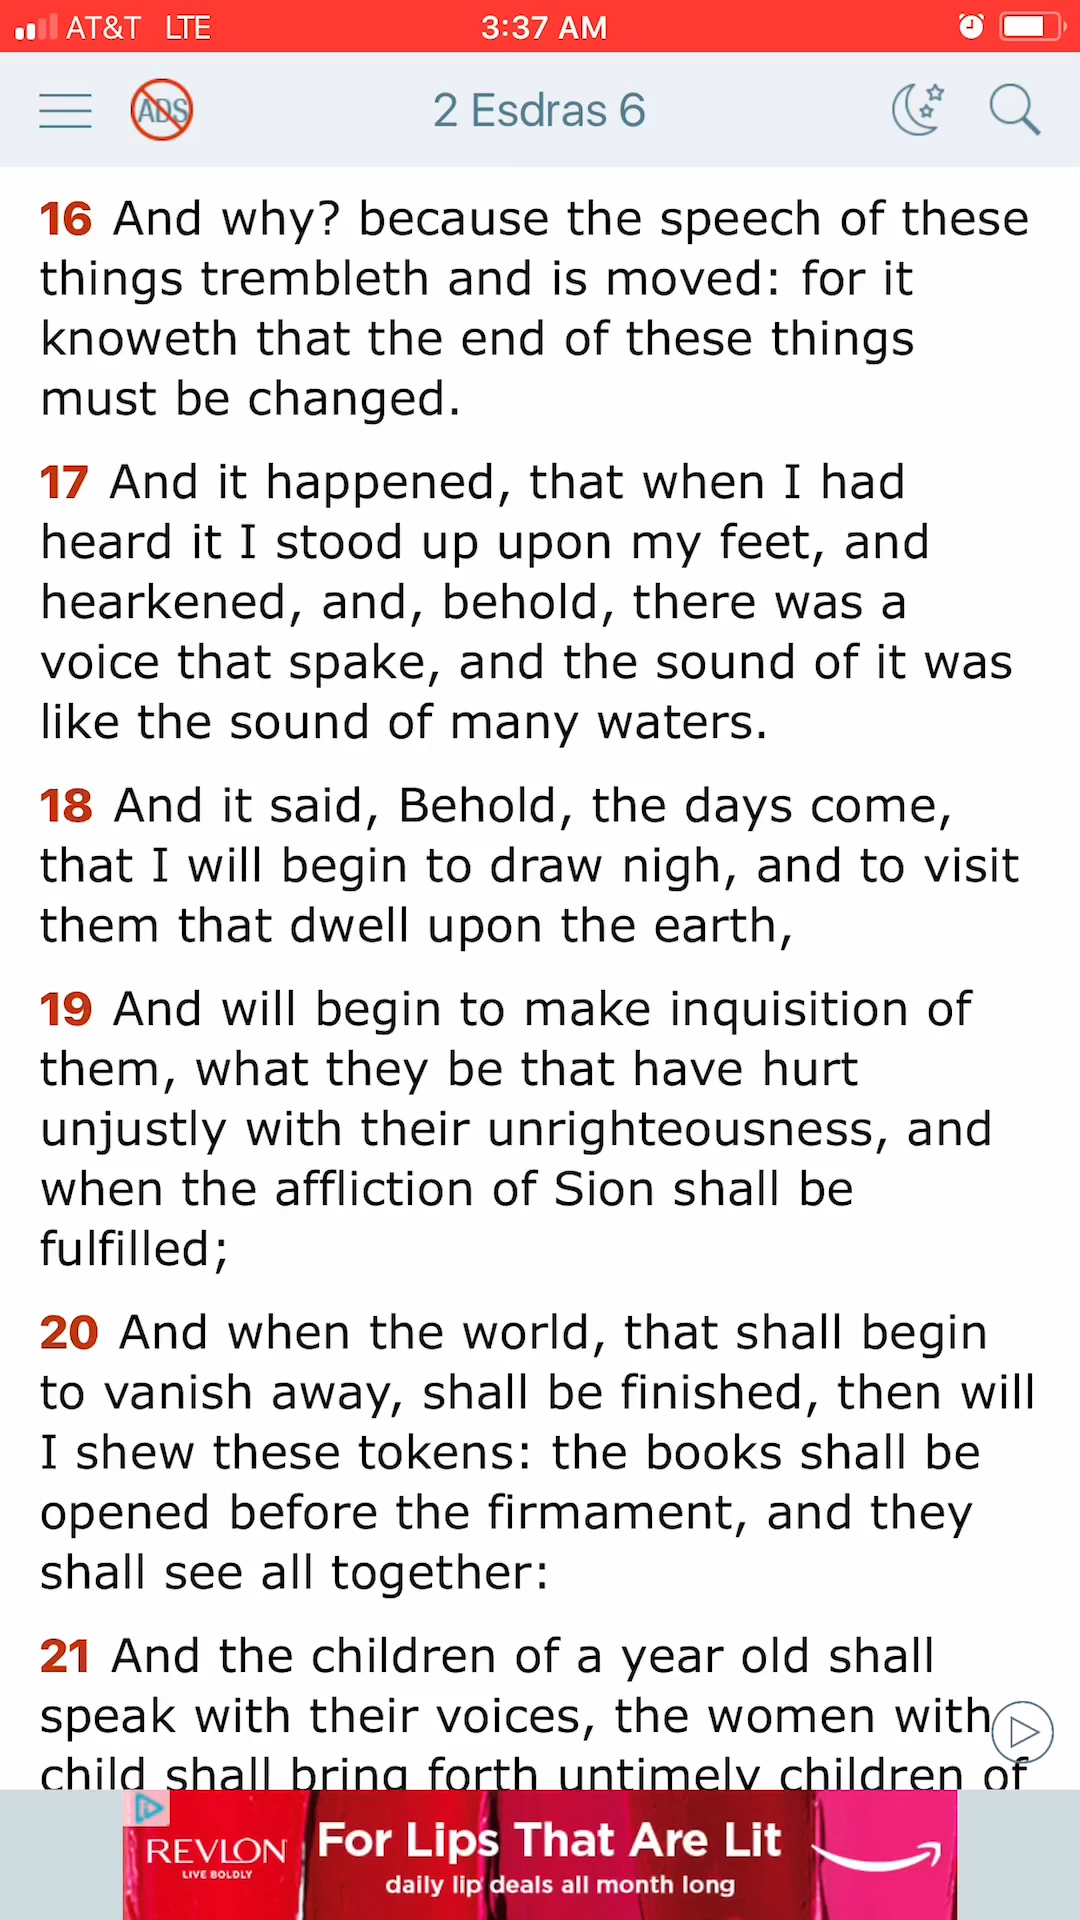 AT&T LTE 3:37 AM
ADS 2 Esdras 6
16 And why? because the speech of these
things trembleth and is moved: for it
knoweth that the end of these things
must be changed.
17 And it happened, that when I had
heard it I stood up upon my feet, and
hearkened, and, behold, there was a
voice that spake, and the sound of it was
like the sound of many waters.
18 And it said, Behold, the days come,
that I will begin to draw nigh, and to visit
them that dwell upon the earth,
19 And will begin to make inquisition of
them, what they be that have hurt
unjustly with their unrighteousness, and
when the affliction of Sion shall be
fulfilled;
20 And when the world, that shall begin
to vanish away, shall be finished, then will
I shew these tokens: the books shall be
opened before the firmament, and they
shall see all together:
21 And the children of a year old shall
speak with their voices, the women with
child shall bring forth untimely children of
REVLON
LIVE BOLDLY
For Lips That Are Lit
daily lip deals all month long